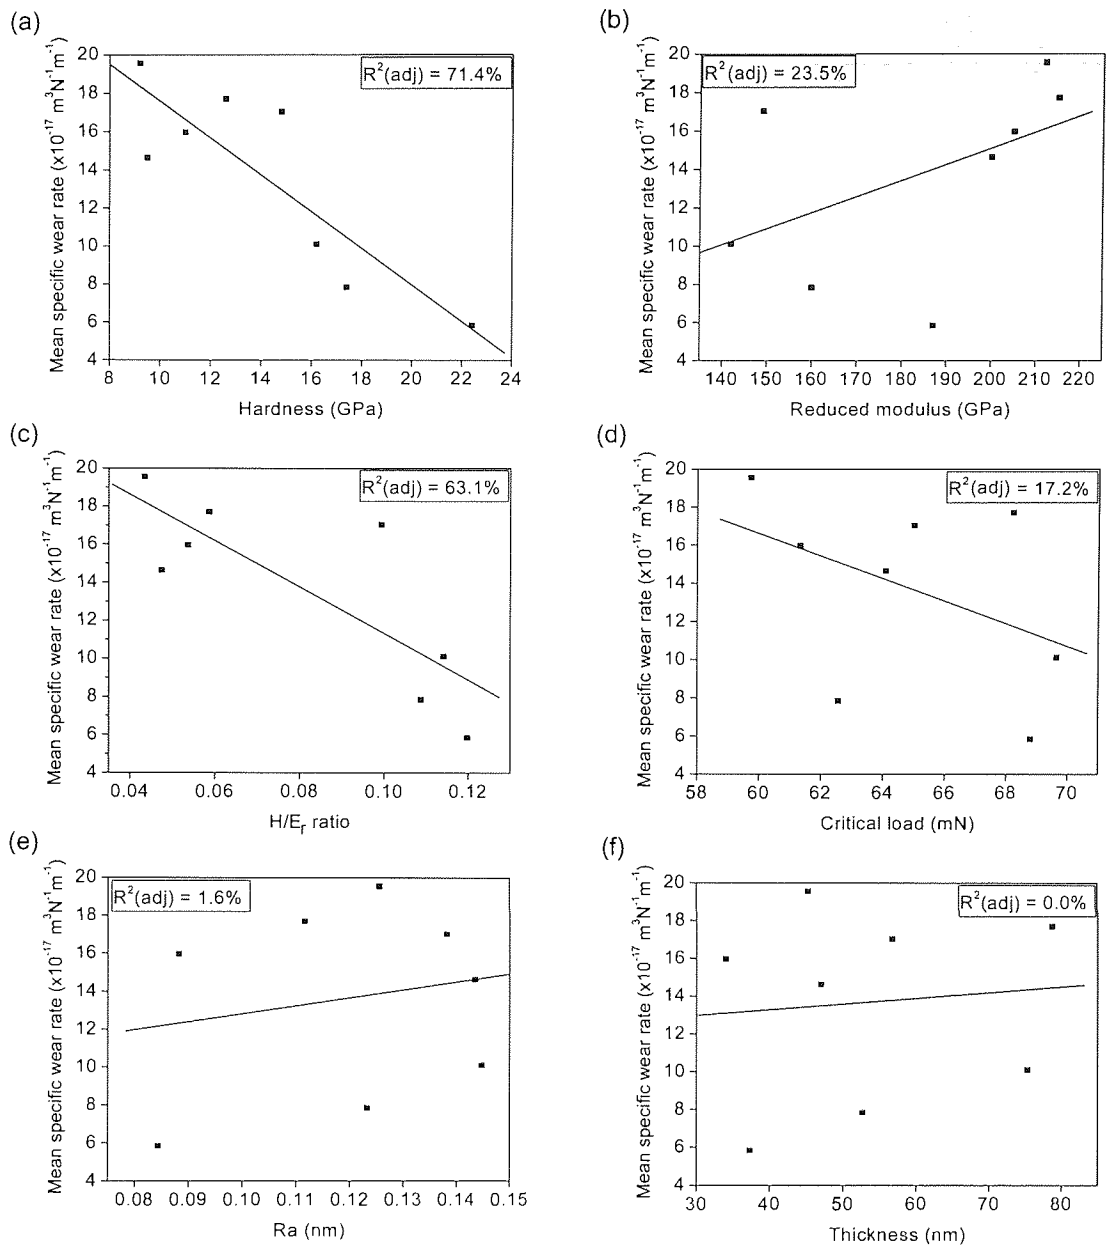 (a)
Mean specific wear rate (x10⁻¹⁷ m³N⁻¹m⁻¹)
20
18
16
14
12
10
8
6
4
R²(adj) = 71.4%
8 10 12 14 16 18 20 22 24
Hardness (GPa)
(b)
Mean specific wear rate (x10⁻¹⁷ m³N⁻¹m⁻¹)
20
18
16
14
12
10
8
6
4
R²(adj) = 23.5%
140 150 160 170 180 190 200 210 220
Reduced modulus (GPa)
(c)
Mean specific wear rate (x10⁻¹⁷ m³N⁻¹m⁻¹)
20
18
16
14
12
10
8
6
4
R²(adj) = 63.1%
0.04 0.06 0.08 0.10 0.12
H/Eᵣ ratio
(d)
Mean specific wear rate (x10⁻¹⁷ m³N⁻¹m⁻¹)
20
18
16
14
12
10
8
6
4
R²(adj) = 17.2%
58 60 62 64 66 68 70
Critical load (mN)
(e)
Mean specific wear rate (x10⁻¹⁷ m³N⁻¹m⁻¹)
20
18
16
14
12
10
8
6
4
R²(adj) = 1.6%
0.08 0.09 0.10 0.11 0.12 0.13 0.14 0.15
Ra (nm)
(f)
Mean specific wear rate (x10⁻¹⁷ m³N⁻¹m⁻¹)
20
18
16
14
12
10
8
6
4
R²(adj) = 0.0%
30 40 50 60 70 80
Thickness (nm)